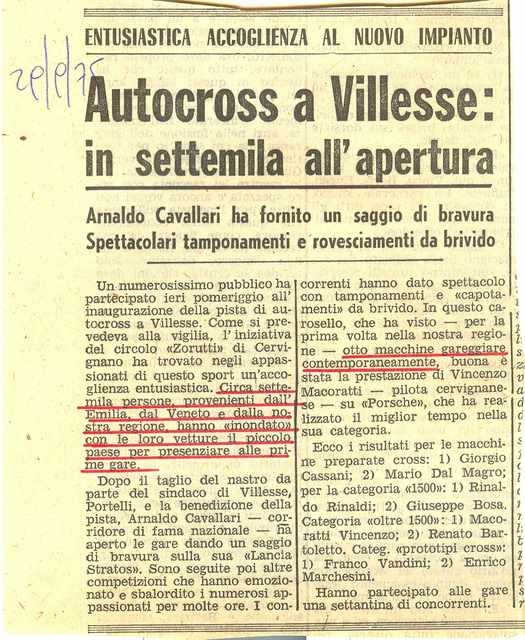 ENTUSIASTICA ACCOGLIENZA AL NUOVO IMPIANTO
29/9/75
Autocross a Villesse:
in settemila all'apertura
Arnaldo Cavallari ha fornito un saggio di bravura
Spettacolari tamponamenti e rovesciamenti da brivido
Un numerosissimo pubblico ha
partecipato ieri pomeriggio all'
inaugurazione della pista di au-
tocross a Villesse. Come si pre-
vedeva alla vigilia, l'iniziativa
del circolo «Zorutti» di Cervi-
gnano ha trovato negli appas-
sionati di questo sport un'acco-
glienza entusiastica. Circa sette-
mila persone, provenienti dall'
Emilia, dal Veneto e dalla no-
stra regione, hanno «inondato»
con le loro vetture il piccolo
paese per presenziare alle pri-
me gare.
Dopo il taglio del nastro da
parte del sindaco di Villesse,
Portelli, e la benedizione della
pista, Arnaldo Cavallari — cor-
ridore di fama nazionale — ha
aperto le gare dando un saggio
di bravura sulla sua «Lancia
Stratos». Sono seguite poi altre
competizioni che hanno emozio-
nato e sbalordito i numerosi ap-
passionati per molte ore. I con-
correnti hanno dato spettacolo
con tamponamenti e «capota-
menti» da brivido. In questo ca-
rosello, che ha visto — per la
prima volta nella nostra regio-
ne — otto macchine gareggiare
contemporaneamente, buona è
stata la prestazione di Vincenzo
Macoratti — pilota cervignane-
se — su «Porsche», che ha rea-
lizzato il miglior tempo nella
sua categoria.
Ecco i risultati per le macchi-
ne preparate cross: 1) Giorgio
Cassani; 2) Mario Dal Magro;
per la categoria «1500»: 1) Rinal-
do Rinaldi; 2) Giuseppe Bosa.
Categoria «oltre 1500»: 1) Maco-
ratti Vincenzo; 2) Renato Bar-
toletto. Categ. «prototipi cross»:
1) Franco Vandini; 2) Enrico
Marchesini.
Hanno partecipato alle gare
una settantina di concorrenti.